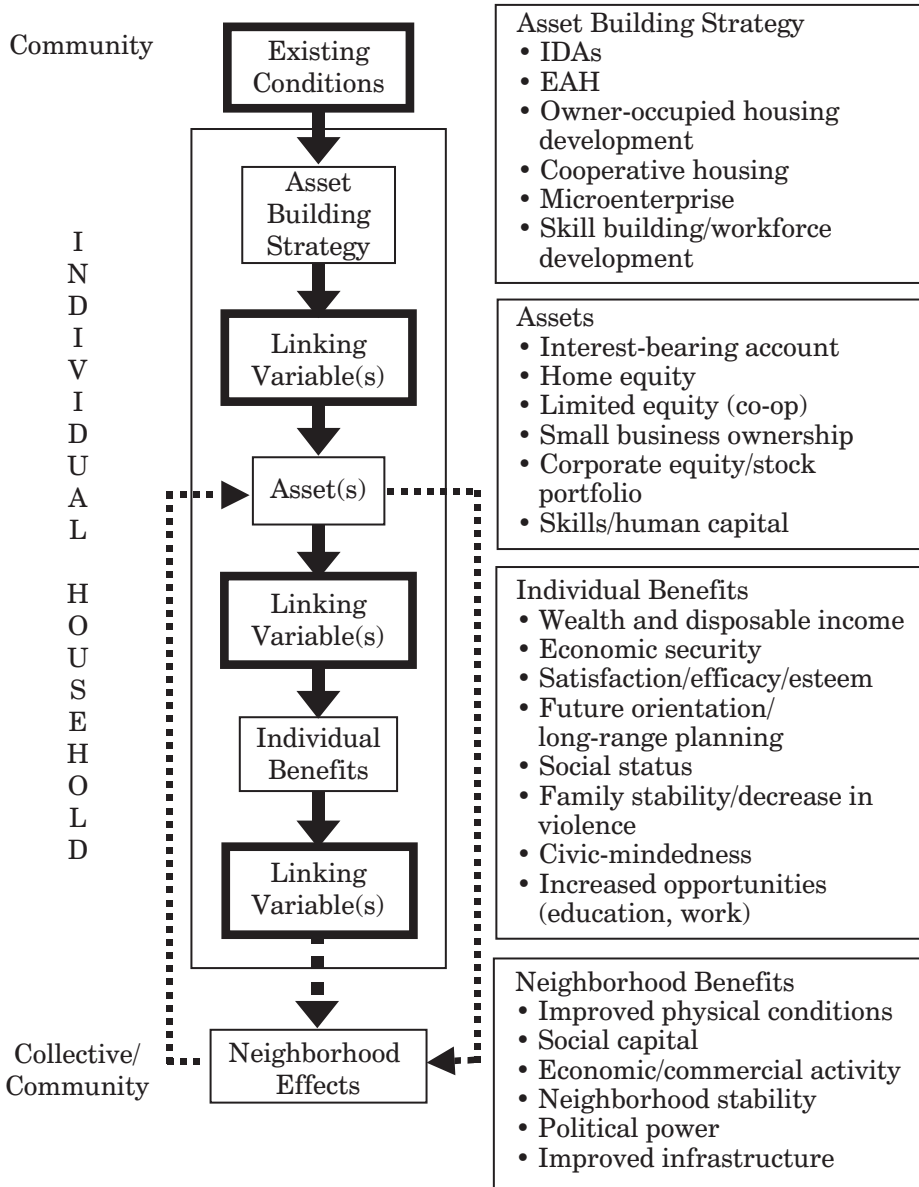 Community
Existing
Conditions
Asset
Building
Strategy
Linking
Variable(s)
Asset(s)
Linking
Variable(s)
Individual
Benefits
Linking
Variable(s)
Neighborhood
Effects
INDIVIDUAL HOUSEHOLD
Collective/
Community
Asset Building Strategy
• IDAs
• EAH
• Owner-occupied housing
development
• Cooperative housing
• Microenterprise
• Skill building/workforce
development
Assets
• Interest-bearing account
• Home equity
• Limited equity (co-op)
• Small business ownership
• Corporate equity/stock
portfolio
• Skills/human capital
Individual Benefits
• Wealth and disposable income
• Economic security
• Satisfaction/efficacy/esteem
• Future orientation/
long-range planning
• Social status
• Family stability/decrease in
violence
• Civic-mindedness
• Increased opportunities
(education, work)
Neighborhood Benefits
• Improved physical conditions
• Social capital
• Economic/commercial activity
• Neighborhood stability
• Political power
• Improved infrastructure